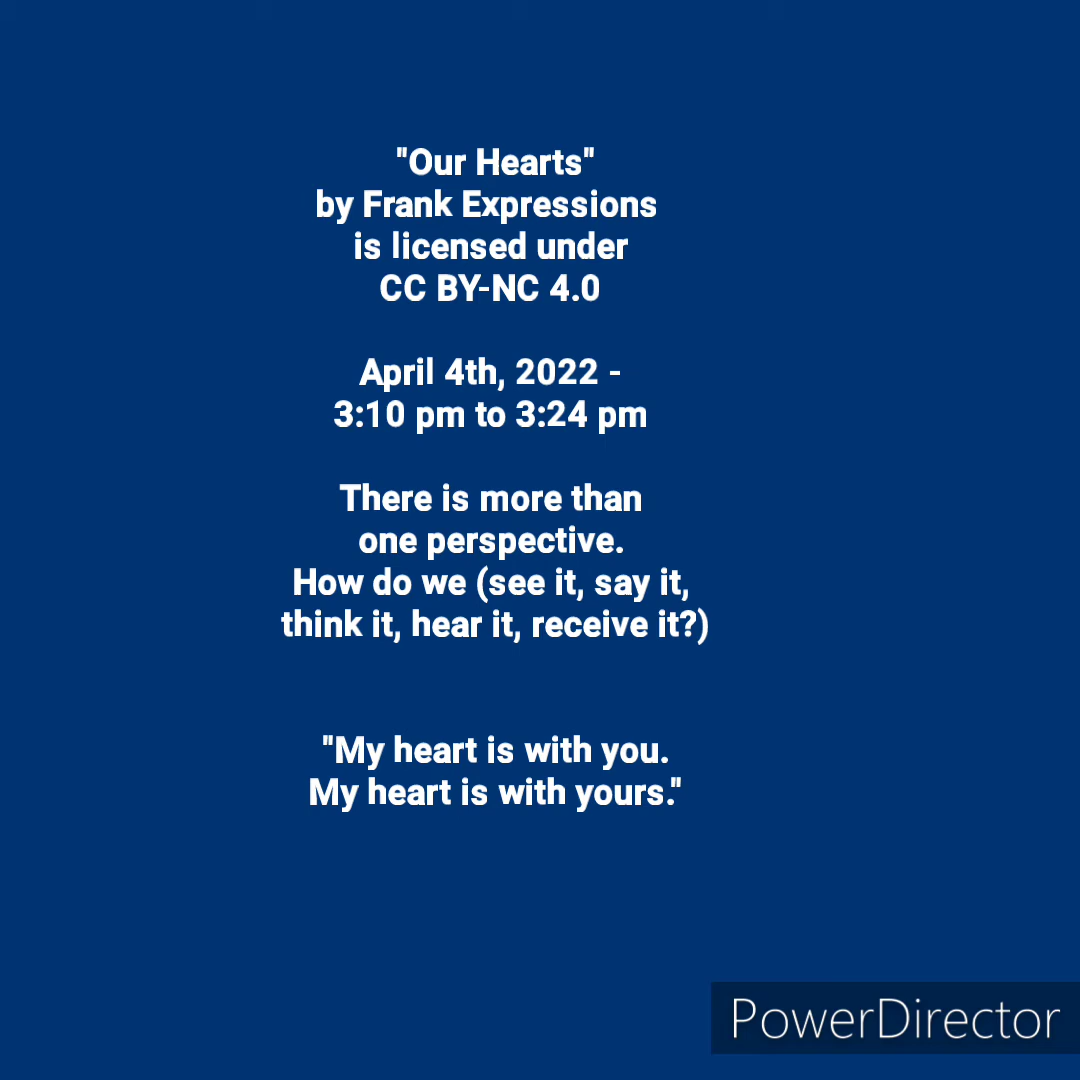 "Our Hearts"
by Frank Expressions
is licensed under
CC BY-NC 4.0
April 4th, 2022 -
3:10 pm to 3:24 pm
There is more than
one perspective.
How do we (see it, say it,
think it, hear it, receive it?)
"My heart is with you.
My heart is with yours."
PowerDirector